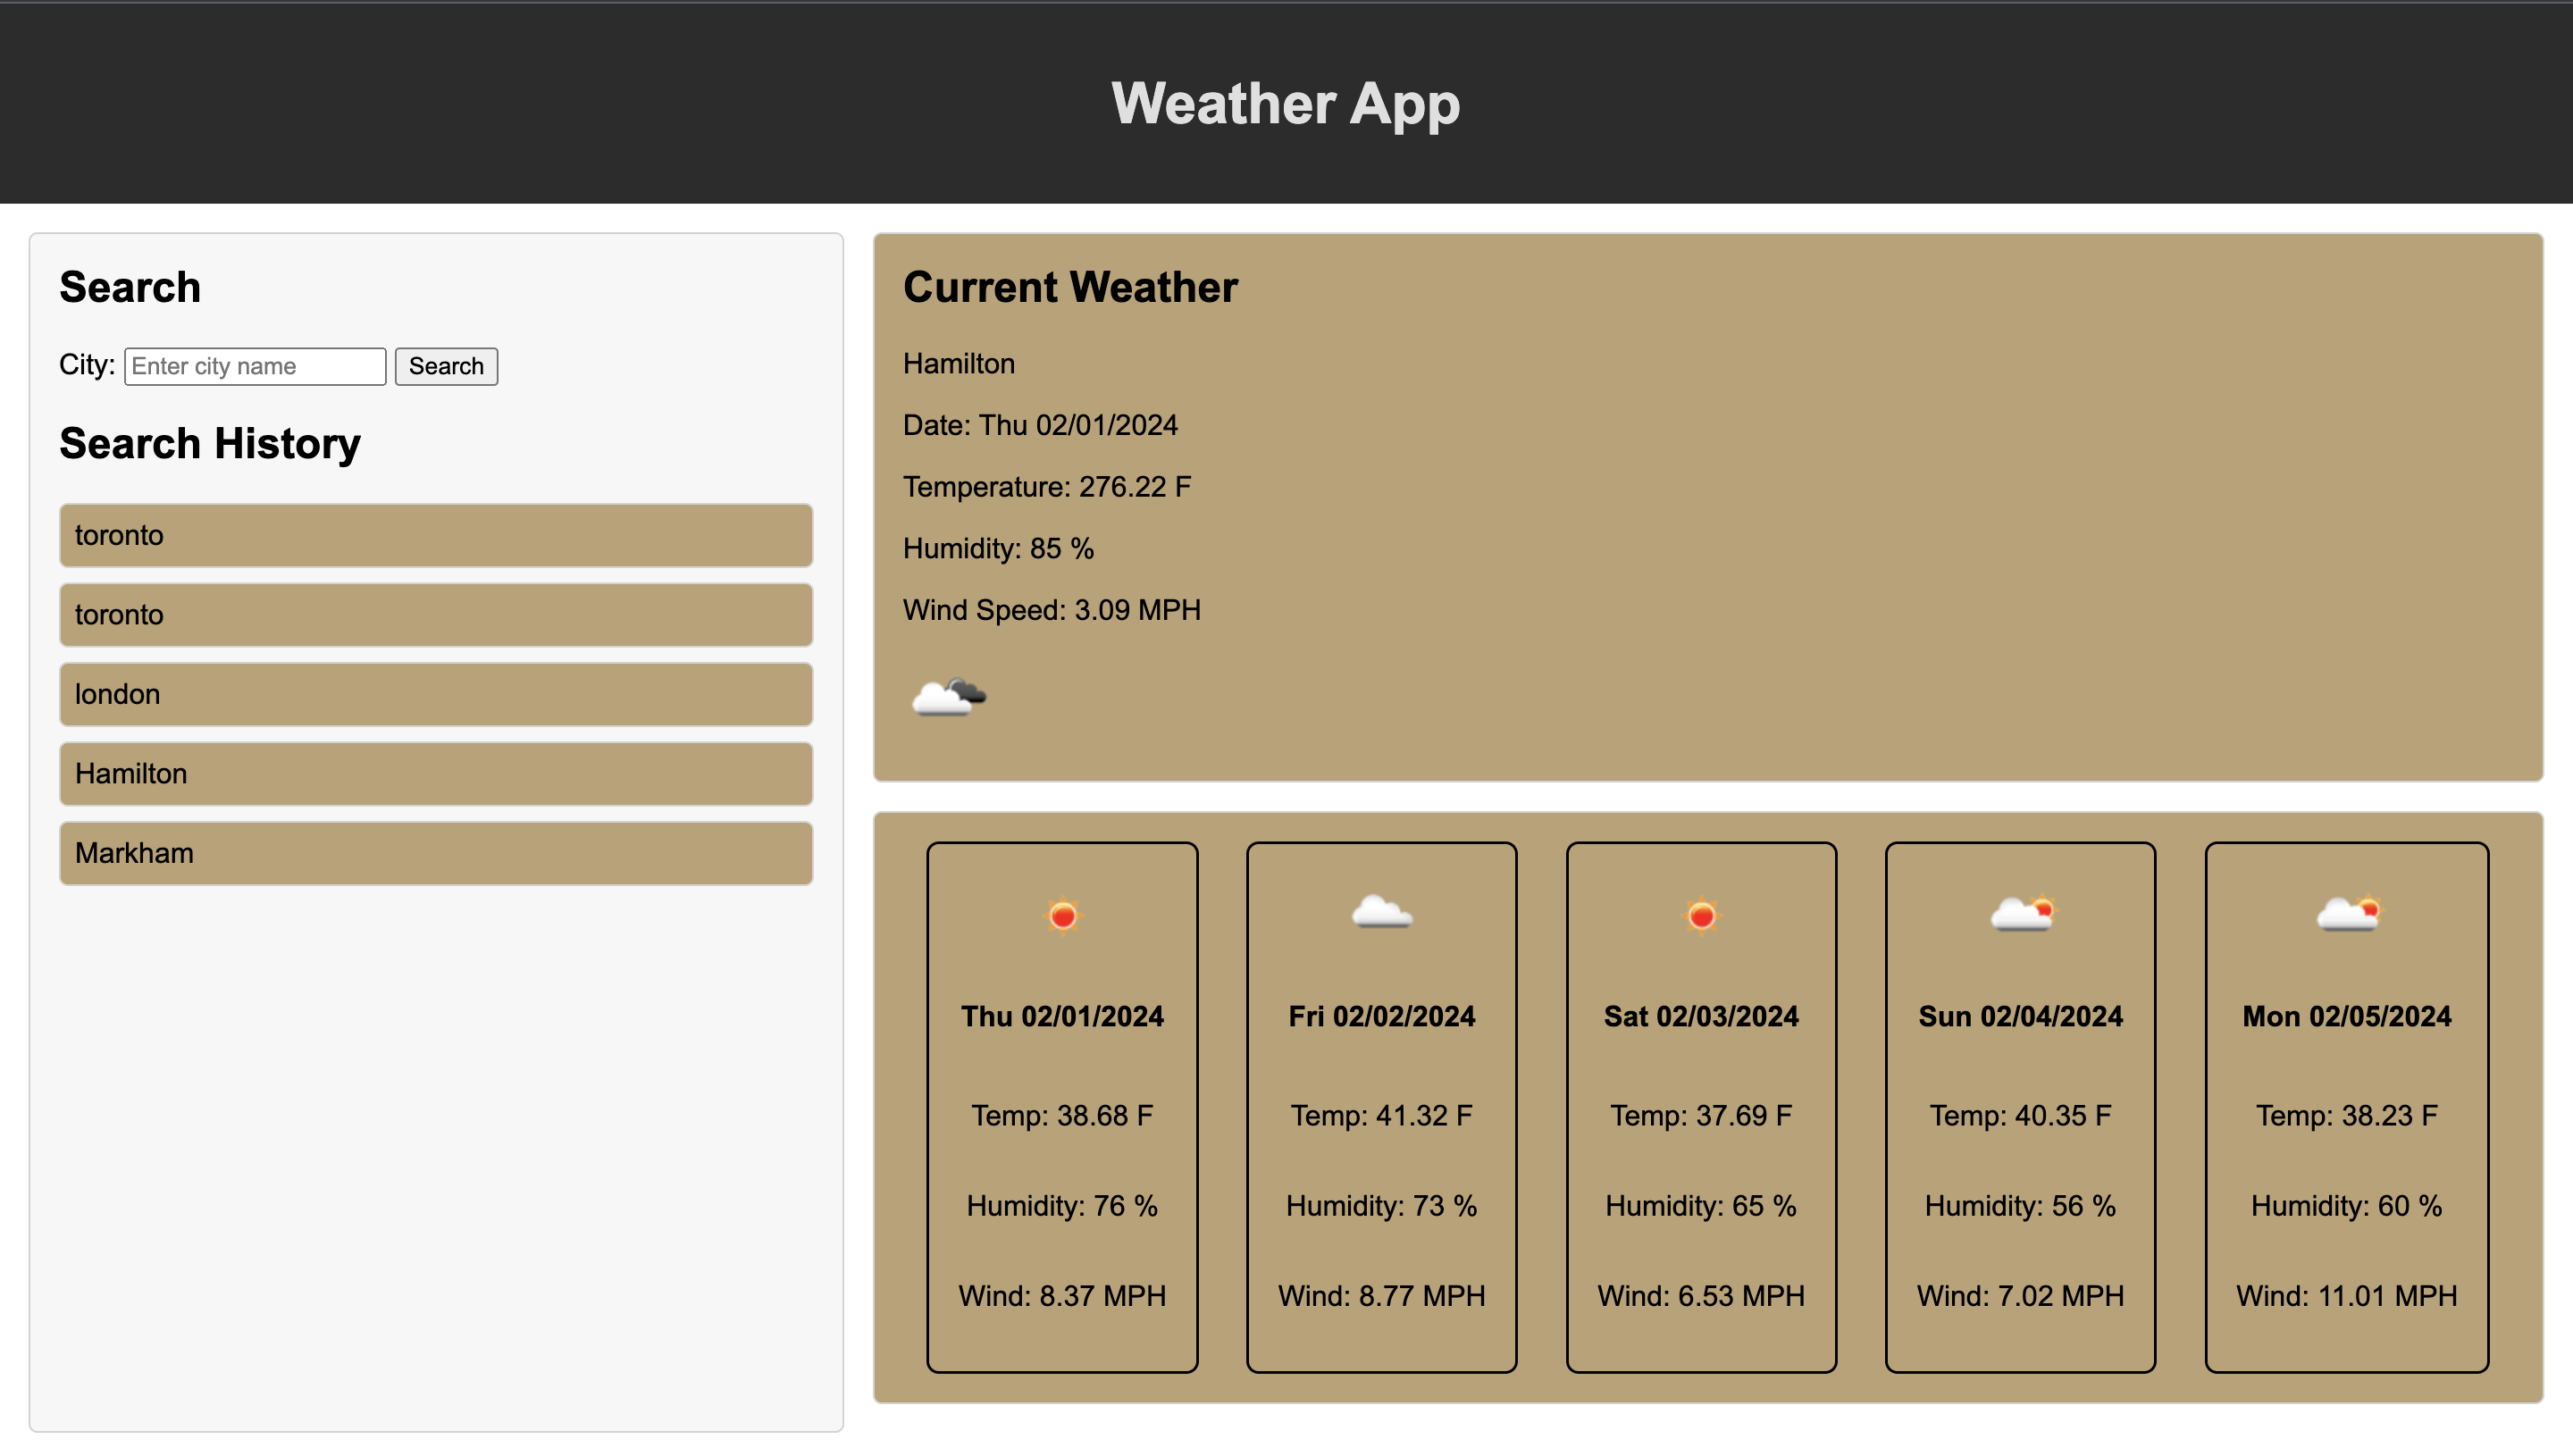 Weather App
Search
City: Enter city name Search
Search History
toronto
toronto
london
Hamilton
Markham
Current Weather
Hamilton
Date: Thu 02/01/2024
Temperature: 276.22 F
Humidity: 85 %
Wind Speed: 3.09 MPH
Thu 02/01/2024
Temp: 38.68 F
Humidity: 76 %
Wind: 8.37 MPH
Fri 02/02/2024
Temp: 41.32 F
Humidity: 73 %
Wind: 8.77 MPH
Sat 02/03/2024
Temp: 37.69 F
Humidity: 65 %
Wind: 6.53 MPH
Sun 02/04/2024
Temp: 40.35 F
Humidity: 56 %
Wind: 7.02 MPH
Mon 02/05/2024
Temp: 38.23 F
Humidity: 60 %
Wind: 11.01 MPH